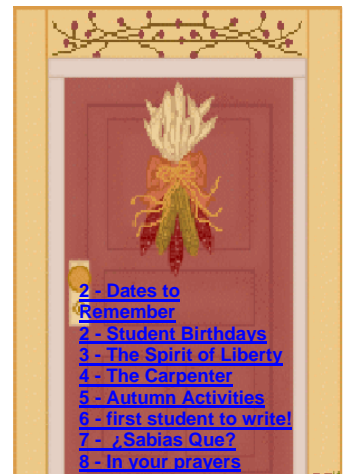 2 - Dates to
Remember
2 - Student Birthdays
3 - The Spirit of Liberty
4 - The Carpenter
5 - Autumn Activities
6 - first student to write!
7 - ¿Sabias Que?
8 - In your prayers